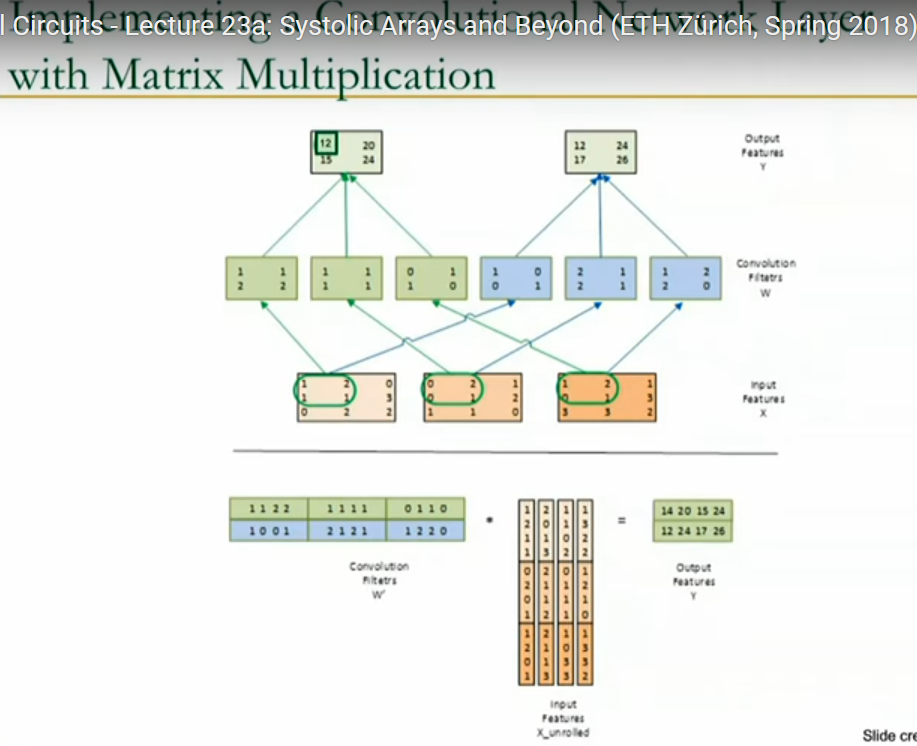 Implementing a Convolutional Network Layer
l Circuits - Lecture 23a: Systolic Arrays and Beyond (ETH Zürich, Spring 2018)
with Matrix Multiplication
12 20 12 24 Output
15 24 17 26 Features
Y
1 1 1 1 0 1 1 0 2 1 1 2 Convolution
2 2 1 1 1 0 0 1 2 1 2 0 Filtetrs
W
1 2 0 0 2 1 1 2 1 Input
1 1 3 0 1 2 0 1 3 Features
0 2 2 1 1 0 3 3 2 X
1 1 2 2 1 1 1 1 0 1 1 0
1 0 0 1 2 1 2 1 1 2 2 0
Convolution
Filtetrs
W'
*
1 2 1 1
2 0 1 3
1 1 0 2
1 3 2 2
0 2 0 1
2 1 1 2
0 1 1 1
1 2 1 0
1 2 1 1
2 1 0 3
0 1 3 3
1 3 3 2
Input
Features
X_unrolled
=
14 20 15 24
12 24 17 26
Output
Features
Y
Slide cre